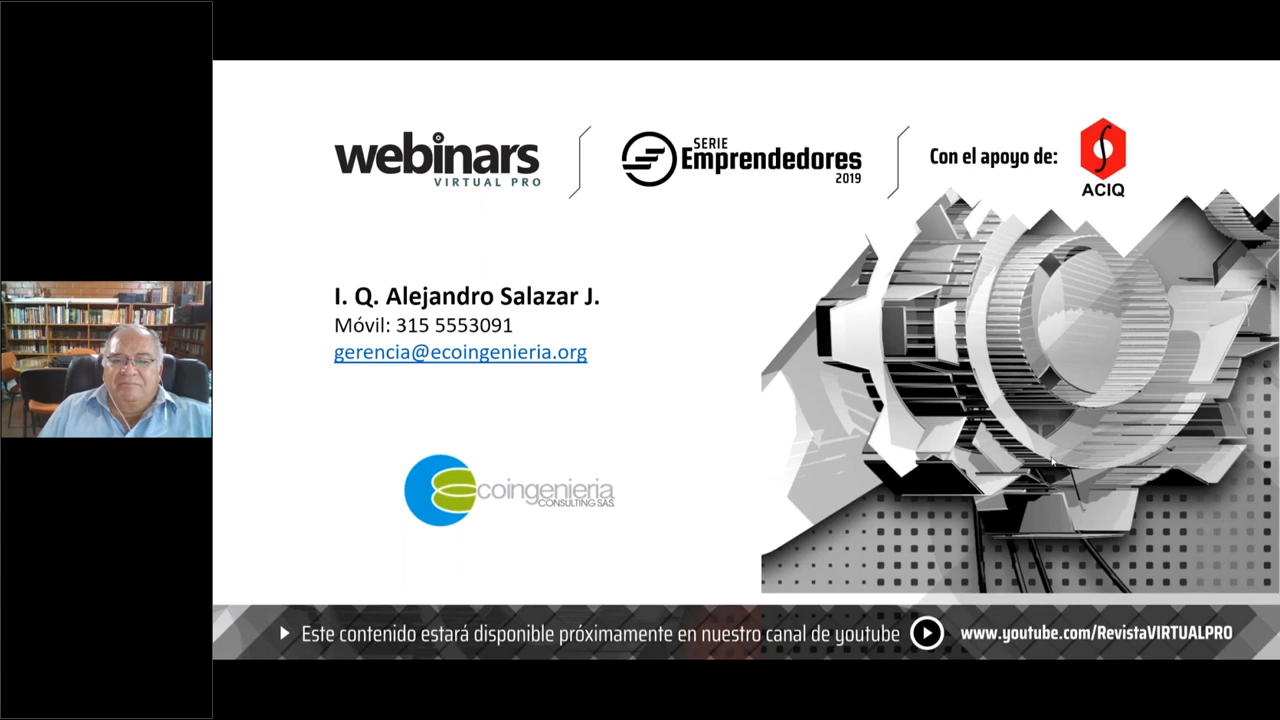 webinars
VIRTUAL PRO
SERIE
Emprendedores
2019
Con el apoyo de:
ACIQ
I. Q. Alejandro Salazar J.
Móvil: 315 5553091
gerencia@ecoingenieria.org
ecoingenieria
CONSULTING SAS.
Este contenido estará disponible próximamente en nuestro canal de youtube
www.youtube.com/RevistaVIRTUALPRO